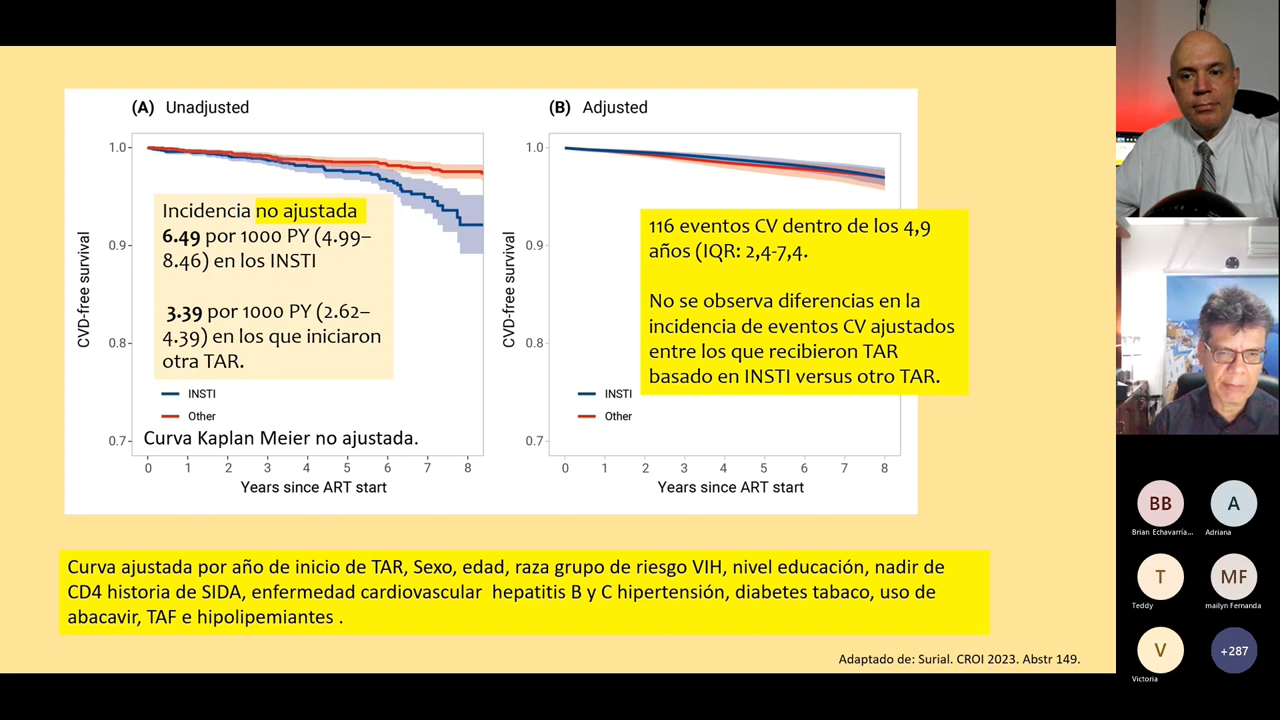 (A) Unadjusted
1.0
0.9
0.8
0.7
CVD-free survival
Incidencia no ajustada
6.49 por 1000 PY (4.99–
8.46) en los INSTI
3.39 por 1000 PY (2.62–
4.39) en los que iniciaron
otra TAR.
INSTI
Other
Curva Kaplan Meier no ajustada.
0 1 2 3 4 5 6 7 8
Years since ART start
(B) Adjusted
1.0
0.9
0.8
0.7
CVD-free survival
116 eventos CV dentro de los 4,9
años (IQR: 2,4-7,4.
No se observa diferencias en la
incidencia de eventos CV ajustados
entre los que recibieron TAR
basado en INSTI versus otro TAR.
INSTI
Other
0 1 2 3 4 5 6 7 8
Years since ART start
Curva ajustada por año de inicio de TAR, Sexo, edad, raza grupo de riesgo VIH, nivel educación, nadir de
CD4 historia de SIDA, enfermedad cardiovascular hepatitis B y C hipertensión, diabetes tabaco, uso de
abacavir, TAF e hipolipemiantes .
Adaptado de: Surial. CROI 2023. Abstr 149.
BB
Brian Echavarría...
A
Adriana
T
Teddy
MF
mailyn Fernanda
V
Victoria
+287